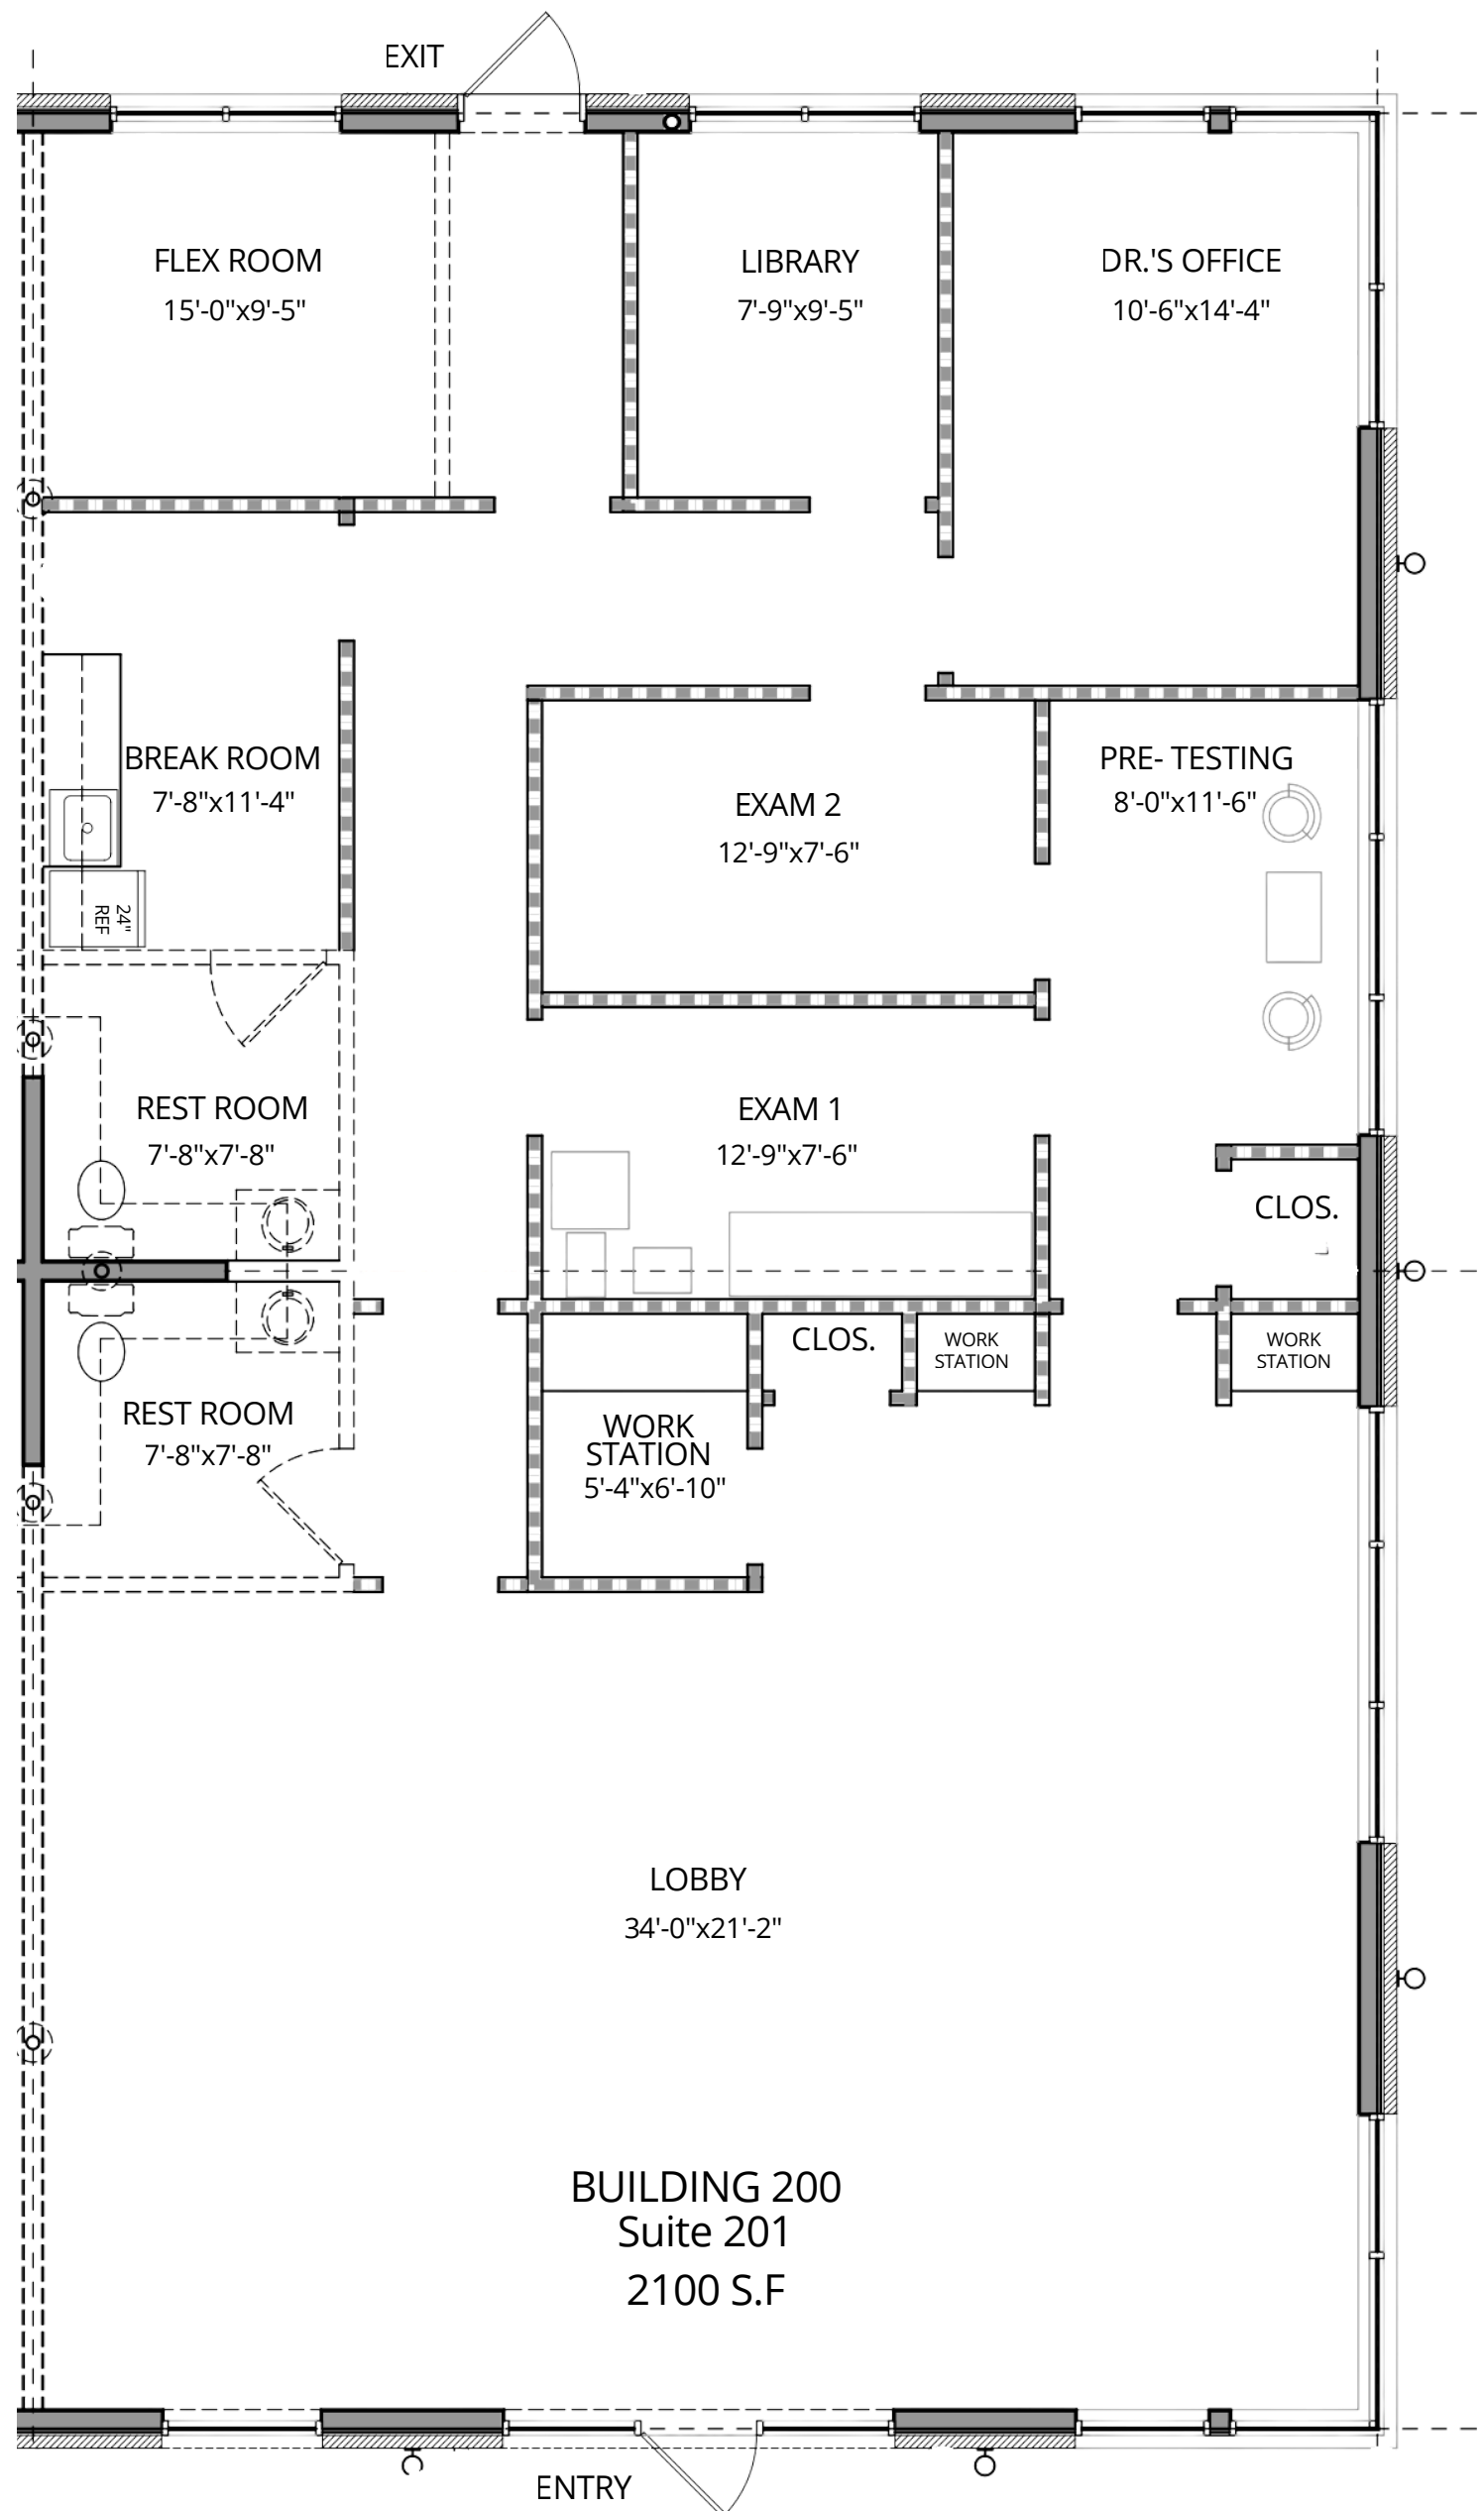 EXIT
FLEX ROOM
15'-0"x9'-5"
LIBRARY
7'-9"x9'-5"
DR.'S OFFICE
10'-6"x14'-4"
BREAK ROOM
7'-8"x11'-4"
24"
REF
EXAM 2
12'-9"x7'-6"
PRE- TESTING
8'-0"x11'-6"
REST ROOM
7'-8"x7'-8"
EXAM 1
12'-9"x7'-6"
CLOS.
CLOS.
WORK
STATION
WORK
STATION
REST ROOM
7'-8"x7'-8"
WORK
STATION
5'-4"x6'-10"
LOBBY
34'-0"x21'-2"
BUILDING 200
Suite 201
2100 S.F
ENTRY